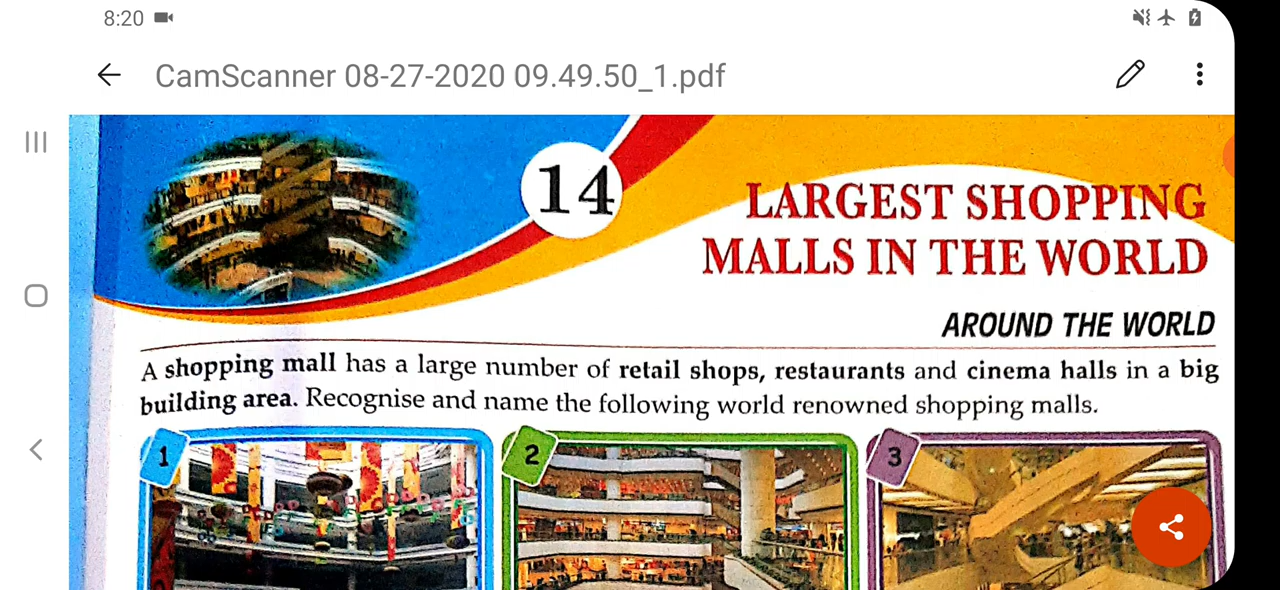 8:20
CamScanner 08-27-2020 09.49.50_1.pdf
14
LARGEST SHOPPING
MALLS IN THE WORLD
AROUND THE WORLD
A shopping mall has a large number of retail shops, restaurants and cinema halls in a big
building area. Recognise and name the following world renowned shopping malls.
1
2
3